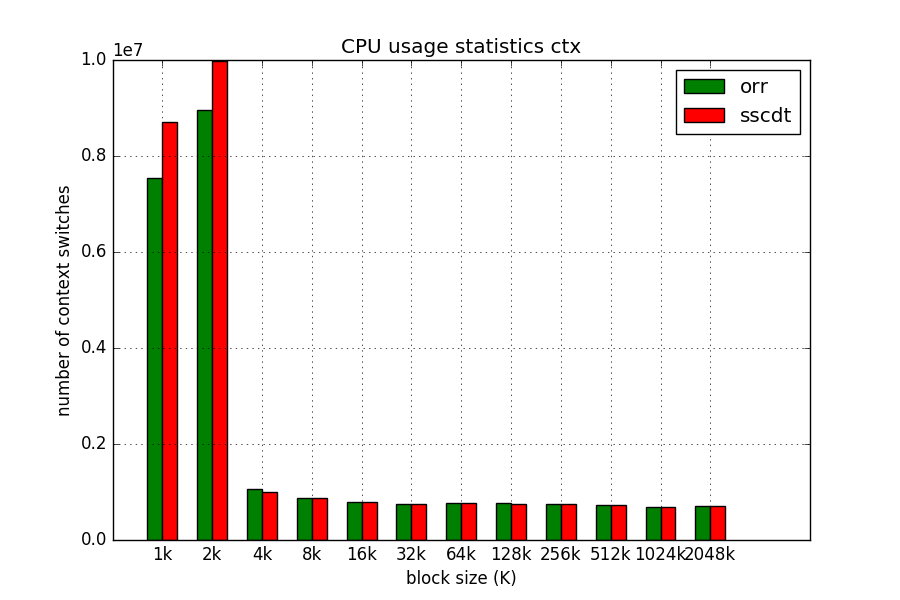 CPU usage statistics ctx
1e7
1.0
0.8
0.6
0.4
0.2
0.0
number of context switches
orr
sscdt
1k 2k 4k 8k 16k 32k 64k 128k 256k 512k 1024k 2048k
block size (K)